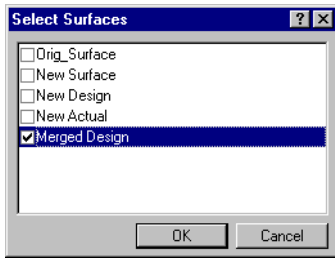 Select Surfaces ? X
Orig_Surface
New Surface
New Design
New Actual
Merged Design
OK Cancel